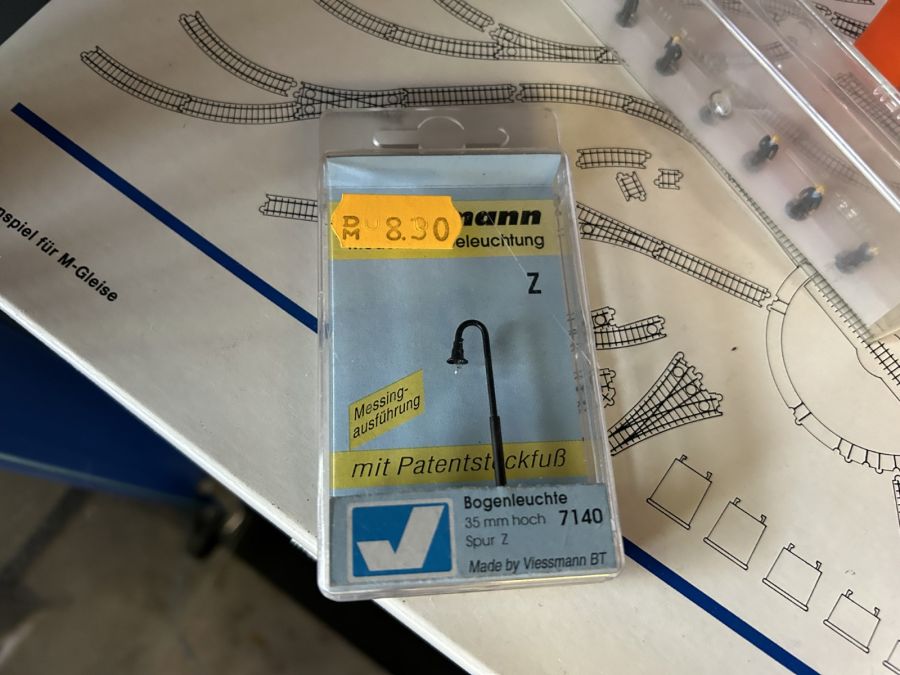 nspiel für M-Gleise
DM 8.30
mann
eleuchtung
Z
Messing-
ausführung
mit Patentsteckfuß
Bogenleuchte
35 mm hoch 7140
Spur Z
Made by Viessmann BT